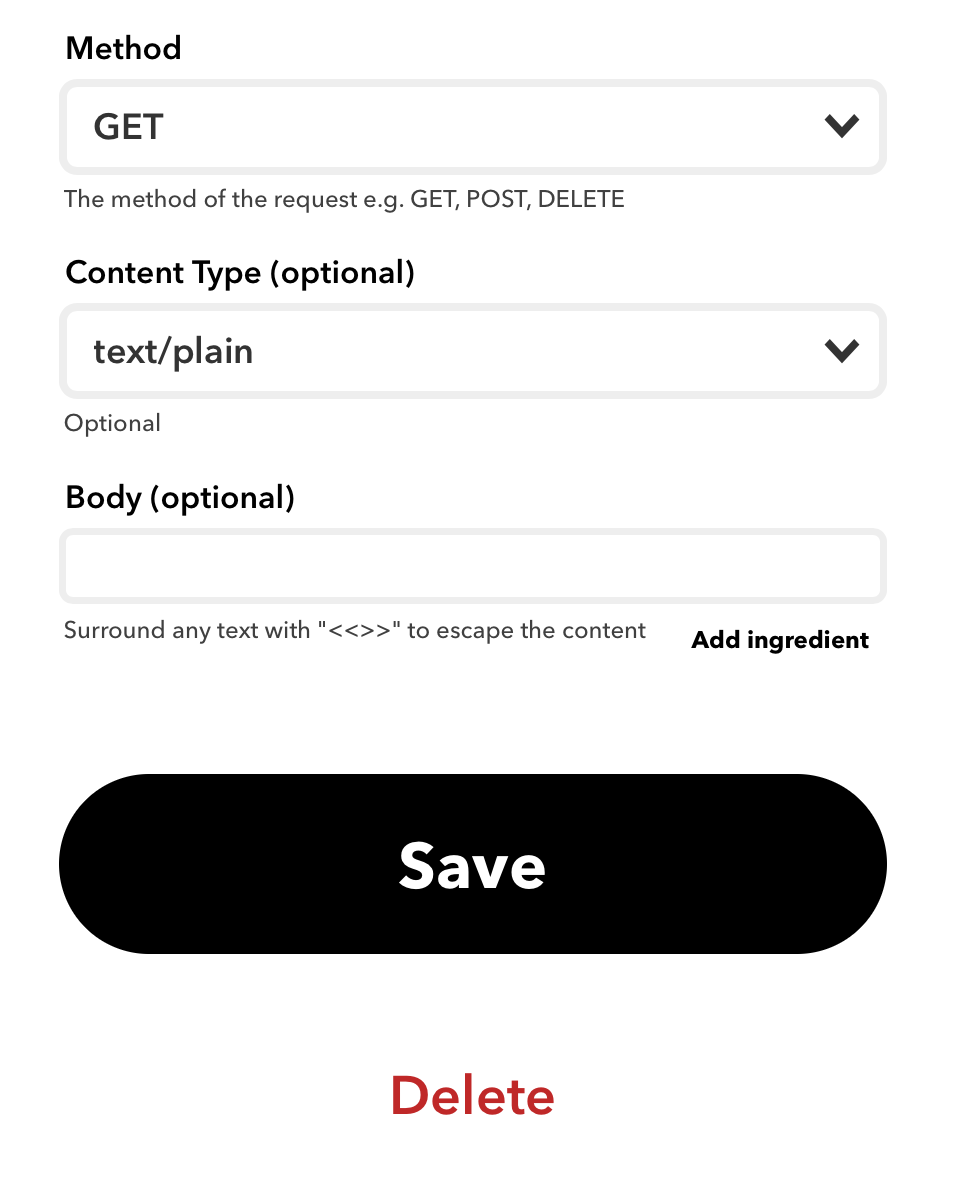 Method
GET
The method of the request e.g. GET, POST, DELETE
Content Type (optional)
text/plain
Optional
Body (optional)
Surround any text with "<<>>" to escape the content
Add ingredient
Save
Delete